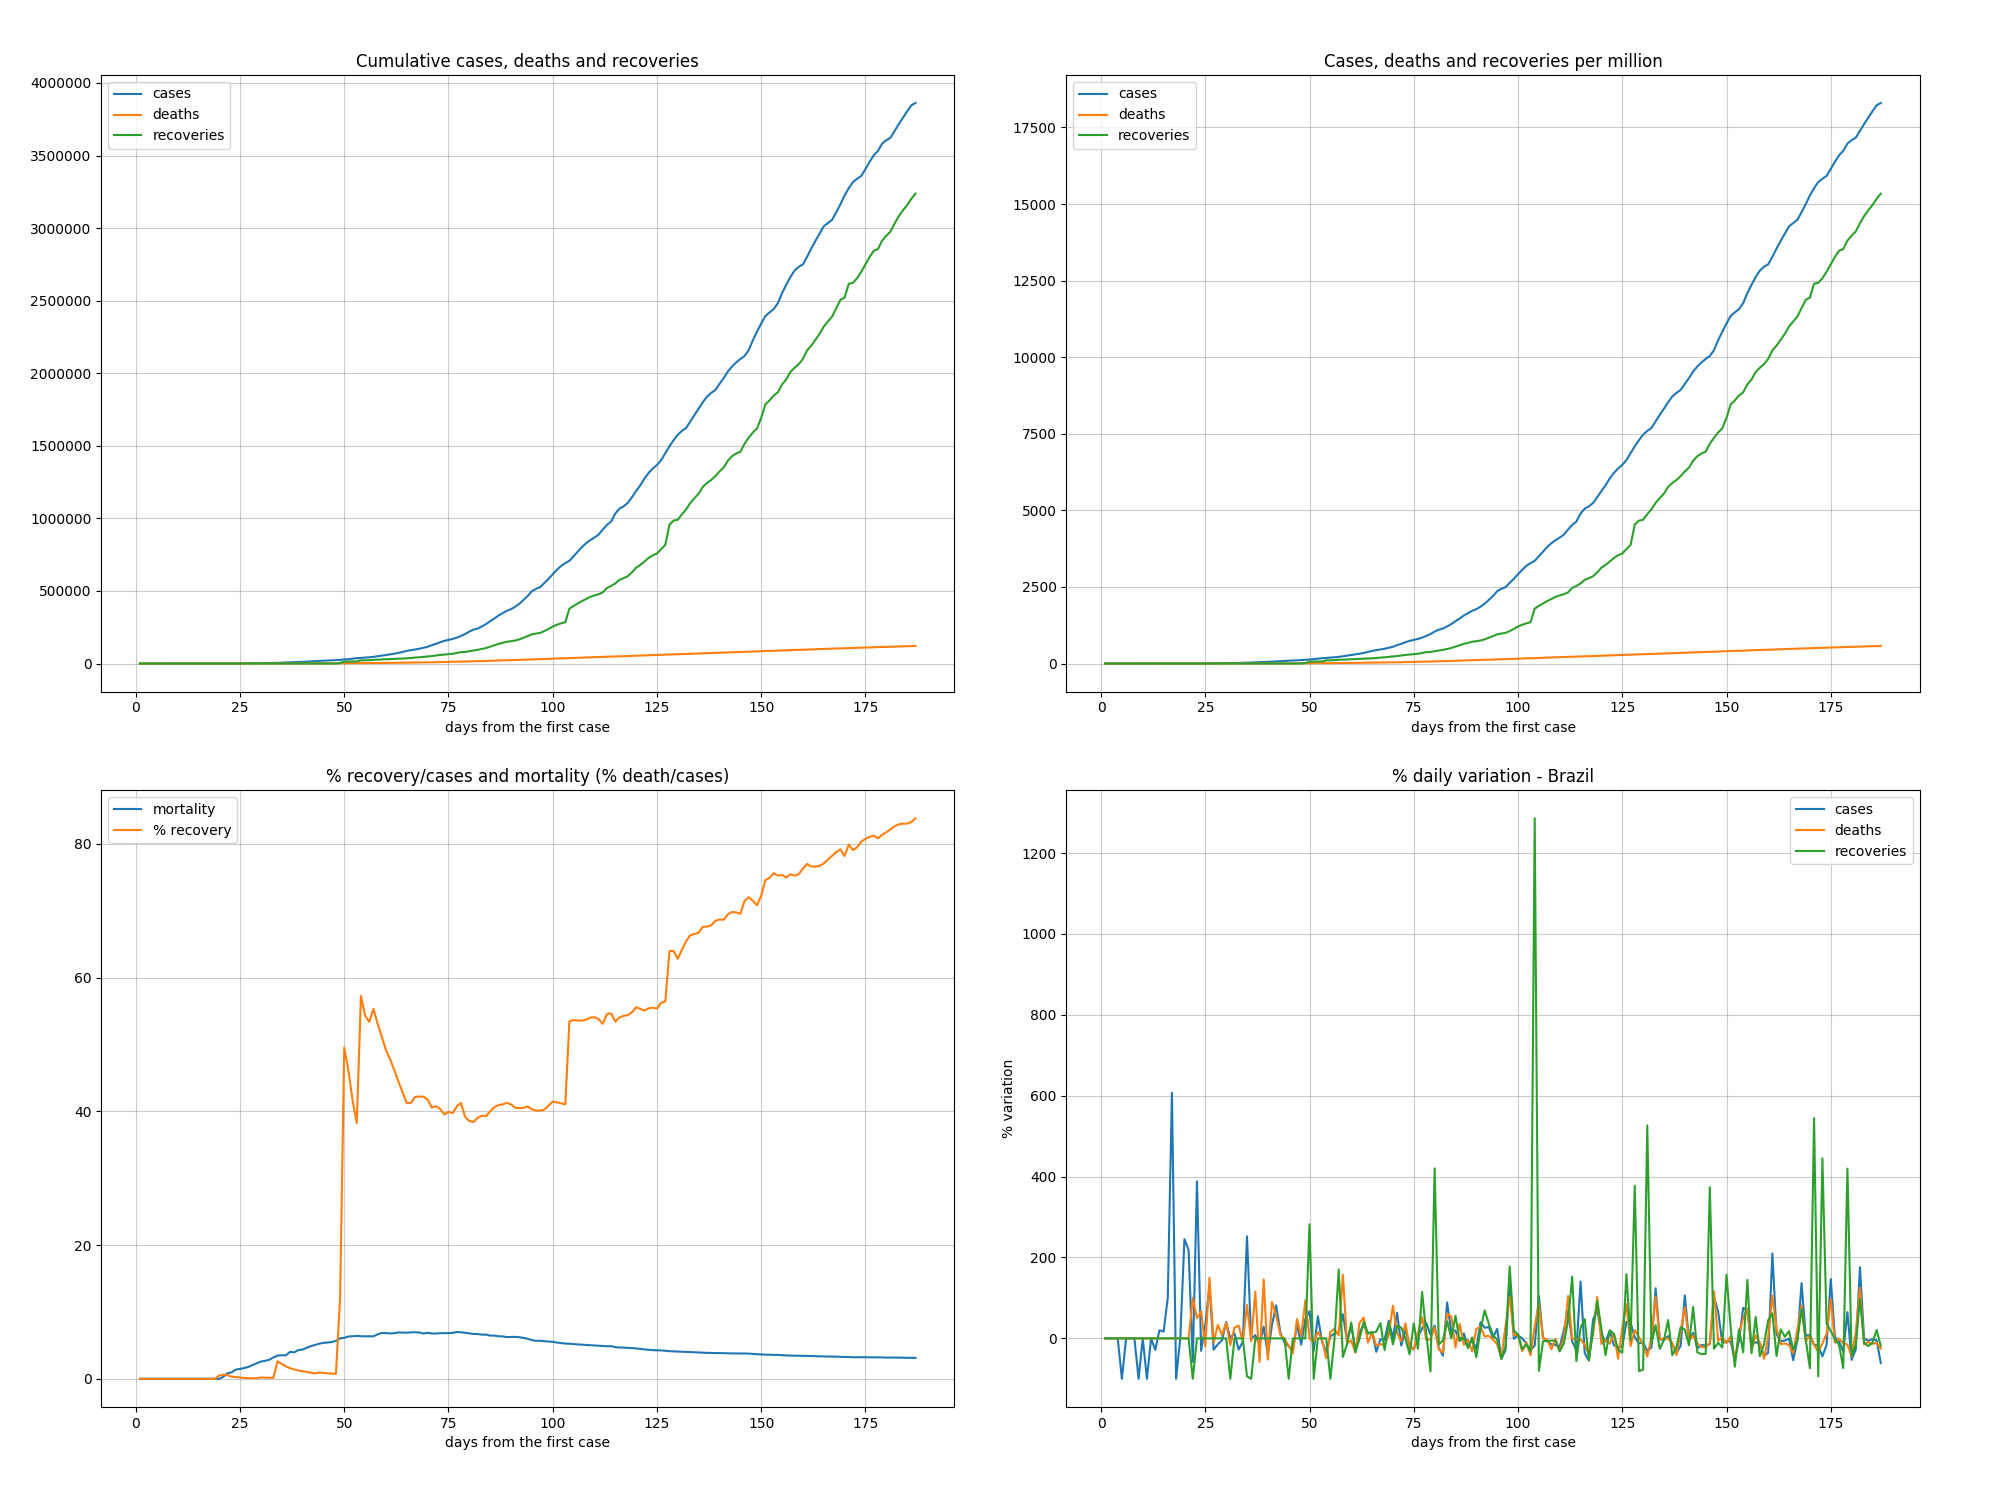 Cumulative cases, deaths and recoveries
cases
deaths
recoveries
4000000
3500000
3000000
2500000
2000000
1500000
1000000
500000
0
0 25 50 75 100 125 150 175
days from the first case
Cases, deaths and recoveries per million
cases
deaths
recoveries
17500
15000
12500
10000
7500
5000
2500
0
0 25 50 75 100 125 150 175
days from the first case
% recovery/cases and mortality (% death/cases)
mortality
% recovery
80
60
40
20
0
0 25 50 75 100 125 150 175
days from the first case
% daily variation - Brazil
cases
deaths
recoveries
% variation
1200
1000
800
600
400
200
0
0 25 50 75 100 125 150 175
days from the first case